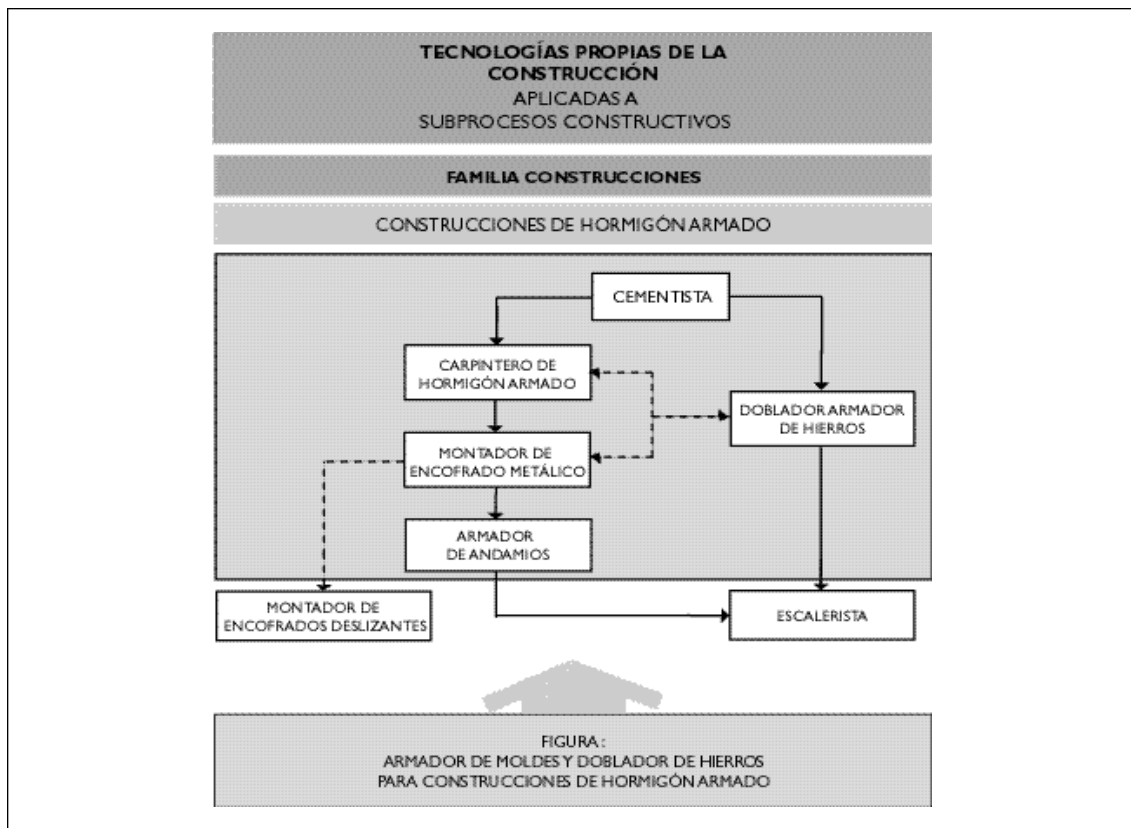 TECNOLOGÍAS PROPIAS DE LA
CONSTRUCCIÓN
APLICADAS A
SUBPROCESOS CONSTRUCTIVOS
FAMILIA CONSTRUCCIONES
CONSTRUCCIONES DE HORMIGÓN ARMADO
CEMENTISTA
CARPINTERO DE
HORMIGÓN ARMADO
DOBLADOR ARMADOR
DE HIERROS
MONTADOR DE
ENCOFRADO METÁLICO
ARMADOR
DE ANDAMIOS
MONTADOR DE
ENCOFRADOS DESLIZANTES
ESCALERISTA
FIGURA:
ARMADOR DE MOLDES Y DOBLADOR DE HIERROS
PARA CONSTRUCCIONES DE HORMIGÓN ARMADO